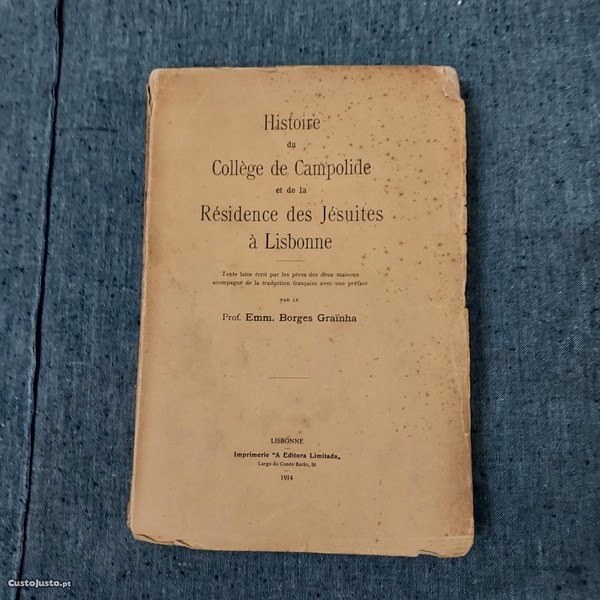 Histoire
du
Collège de Campolide
et de la
Résidence des Jésuites
à Lisbonne
Texte latin écrit par les pères des deux maisons
acompagné de la traduction française avec une préface
PAR LE
Prof. Emm. Borges Graïnha
LISBONNE
Imprimerie "A Editora Limitada„
Largo do Conde Barão, 50
1914
CustoJusto.pt